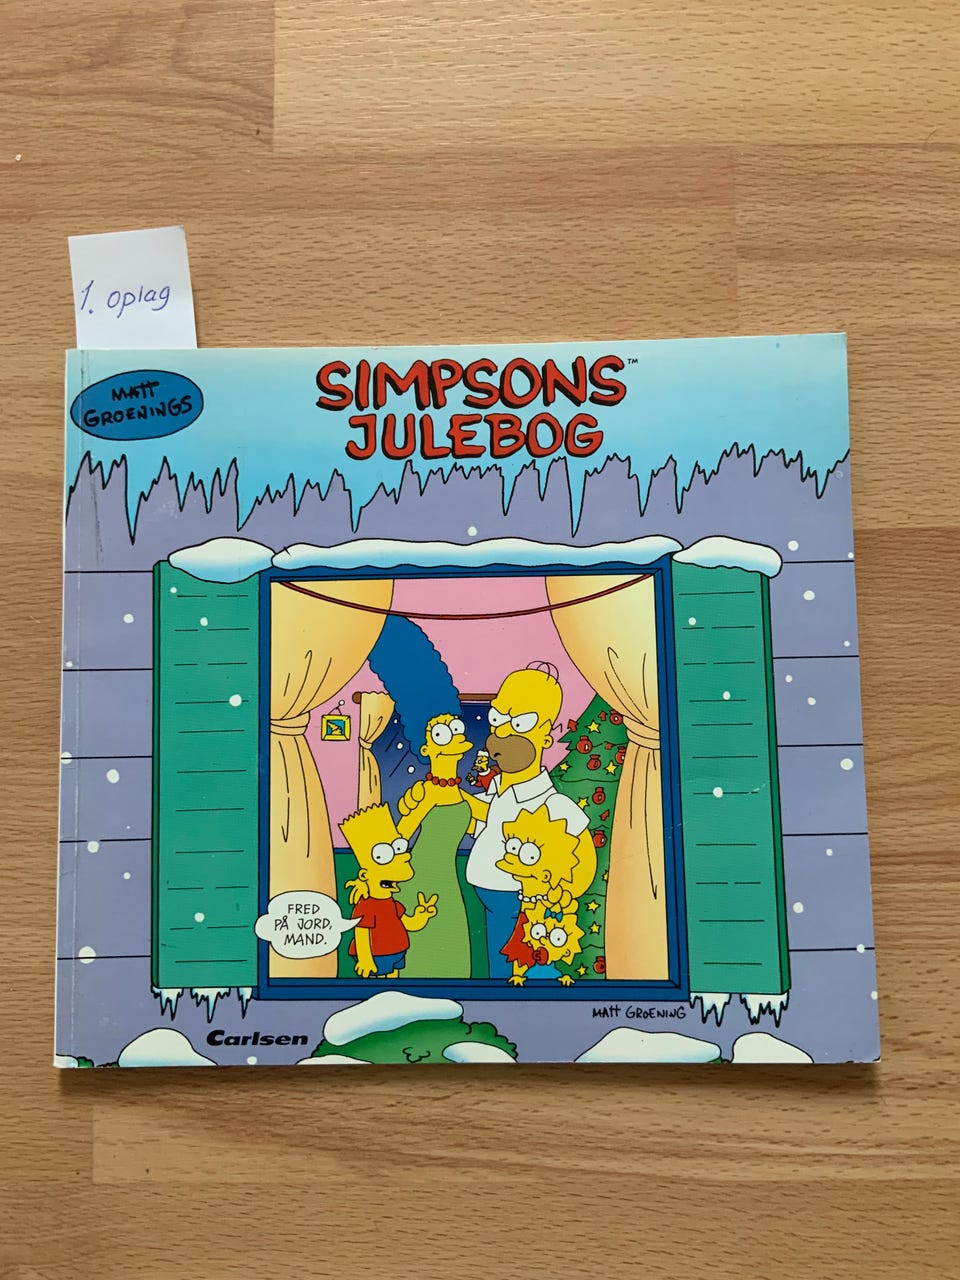 1. oplag
MATT
GROENINGS
SIMPSONS™
JULEBOG
FRED
PÅ JORD,
MAND.
MATT GROENING
Carlsen